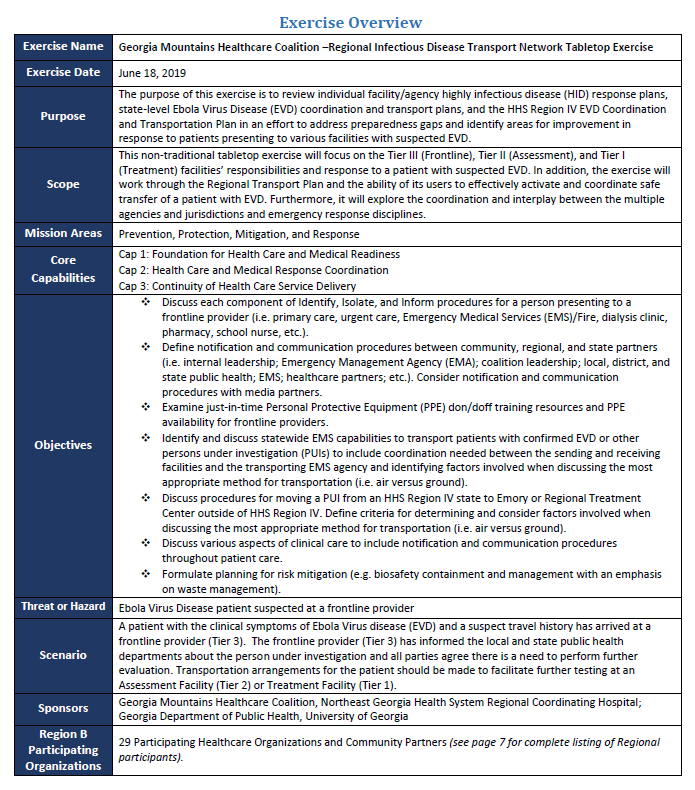 Exercise Overview
Exercise Name
Georgia Mountains Healthcare Coalition –Regional Infectious Disease Transport Network Tabletop Exercise
Exercise Date
June 18, 2019
Purpose
The purpose of this exercise is to review individual facility/agency highly infectious disease (HID) response plans,
state-level Ebola Virus Disease (EVD) coordination and transport plans, and the HHS Region IV EVD Coordination
and Transportation Plan in an effort to address preparedness gaps and identify areas for improvement in
response to patients presenting to various facilities with suspected EVD.
Scope
This non-traditional tabletop exercise will focus on the Tier III (Frontline), Tier II (Assessment), and Tier I
(Treatment) facilities’ responsibilities and response to a patient with suspected EVD. In addition, the exercise will
work through the Regional Transport Plan and the ability of its users to effectively activate and coordinate safe
transfer of a patient with EVD. Furthermore, it will explore the coordination and interplay between the multiple
agencies and jurisdictions and emergency response disciplines.
Mission Areas
Prevention, Protection, Mitigation, and Response
Core
Capabilities
Cap 1: Foundation for Health Care and Medical Readiness
Cap 2: Health Care and Medical Response Coordination
Cap 3: Continuity of Health Care Service Delivery
Objectives
❖ Discuss each component of Identify, Isolate, and Inform procedures for a person presenting to a
frontline provider (i.e. primary care, urgent care, Emergency Medical Services (EMS)/Fire, dialysis clinic,
pharmacy, school nurse, etc.).
❖ Define notification and communication procedures between community, regional, and state partners
(i.e. internal leadership; Emergency Management Agency (EMA); coalition leadership; local, district, and
state public health; EMS; healthcare partners; etc.). Consider notification and communication
procedures with media partners.
❖ Examine just-in-time Personal Protective Equipment (PPE) don/doff training resources and PPE
availability for frontline providers.
❖ Identify and discuss statewide EMS capabilities to transport patients with confirmed EVD or other
persons under investigation (PUIs) to include coordination needed between the sending and receiving
facilities and the transporting EMS agency and identifying factors involved when discussing the most
appropriate method for transportation (i.e. air versus ground).
❖ Discuss procedures for moving a PUI from an HHS Region IV state to Emory or Regional Treatment
Center outside of HHS Region IV. Define criteria for determining and consider factors involved when
discussing the most appropriate method for transportation (i.e. air versus ground).
❖ Discuss various aspects of clinical care to include notification and communication procedures
throughout patient care.
❖ Formulate planning for risk mitigation (e.g. biosafety containment and management with an emphasis
on waste management).
Threat or Hazard
Ebola Virus Disease patient suspected at a frontline provider
Scenario
A patient with the clinical symptoms of Ebola Virus disease (EVD) and a suspect travel history has arrived at a
frontline provider (Tier 3). The frontline provider (Tier 3) has informed the local and state public health
departments about the person under investigation and all parties agree there is a need to perform further
evaluation. Transportation arrangements for the patient should be made to facilitate further testing at an
Assessment Facility (Tier 2) or Treatment Facility (Tier 1).
Sponsors
Georgia Mountains Healthcare Coalition, Northeast Georgia Health System Regional Coordinating Hospital;
Georgia Department of Public Health, University of Georgia
Region B
Participating
Organizations
29 Participating Healthcare Organizations and Community Partners (see page 7 for complete listing of Regional
participants).